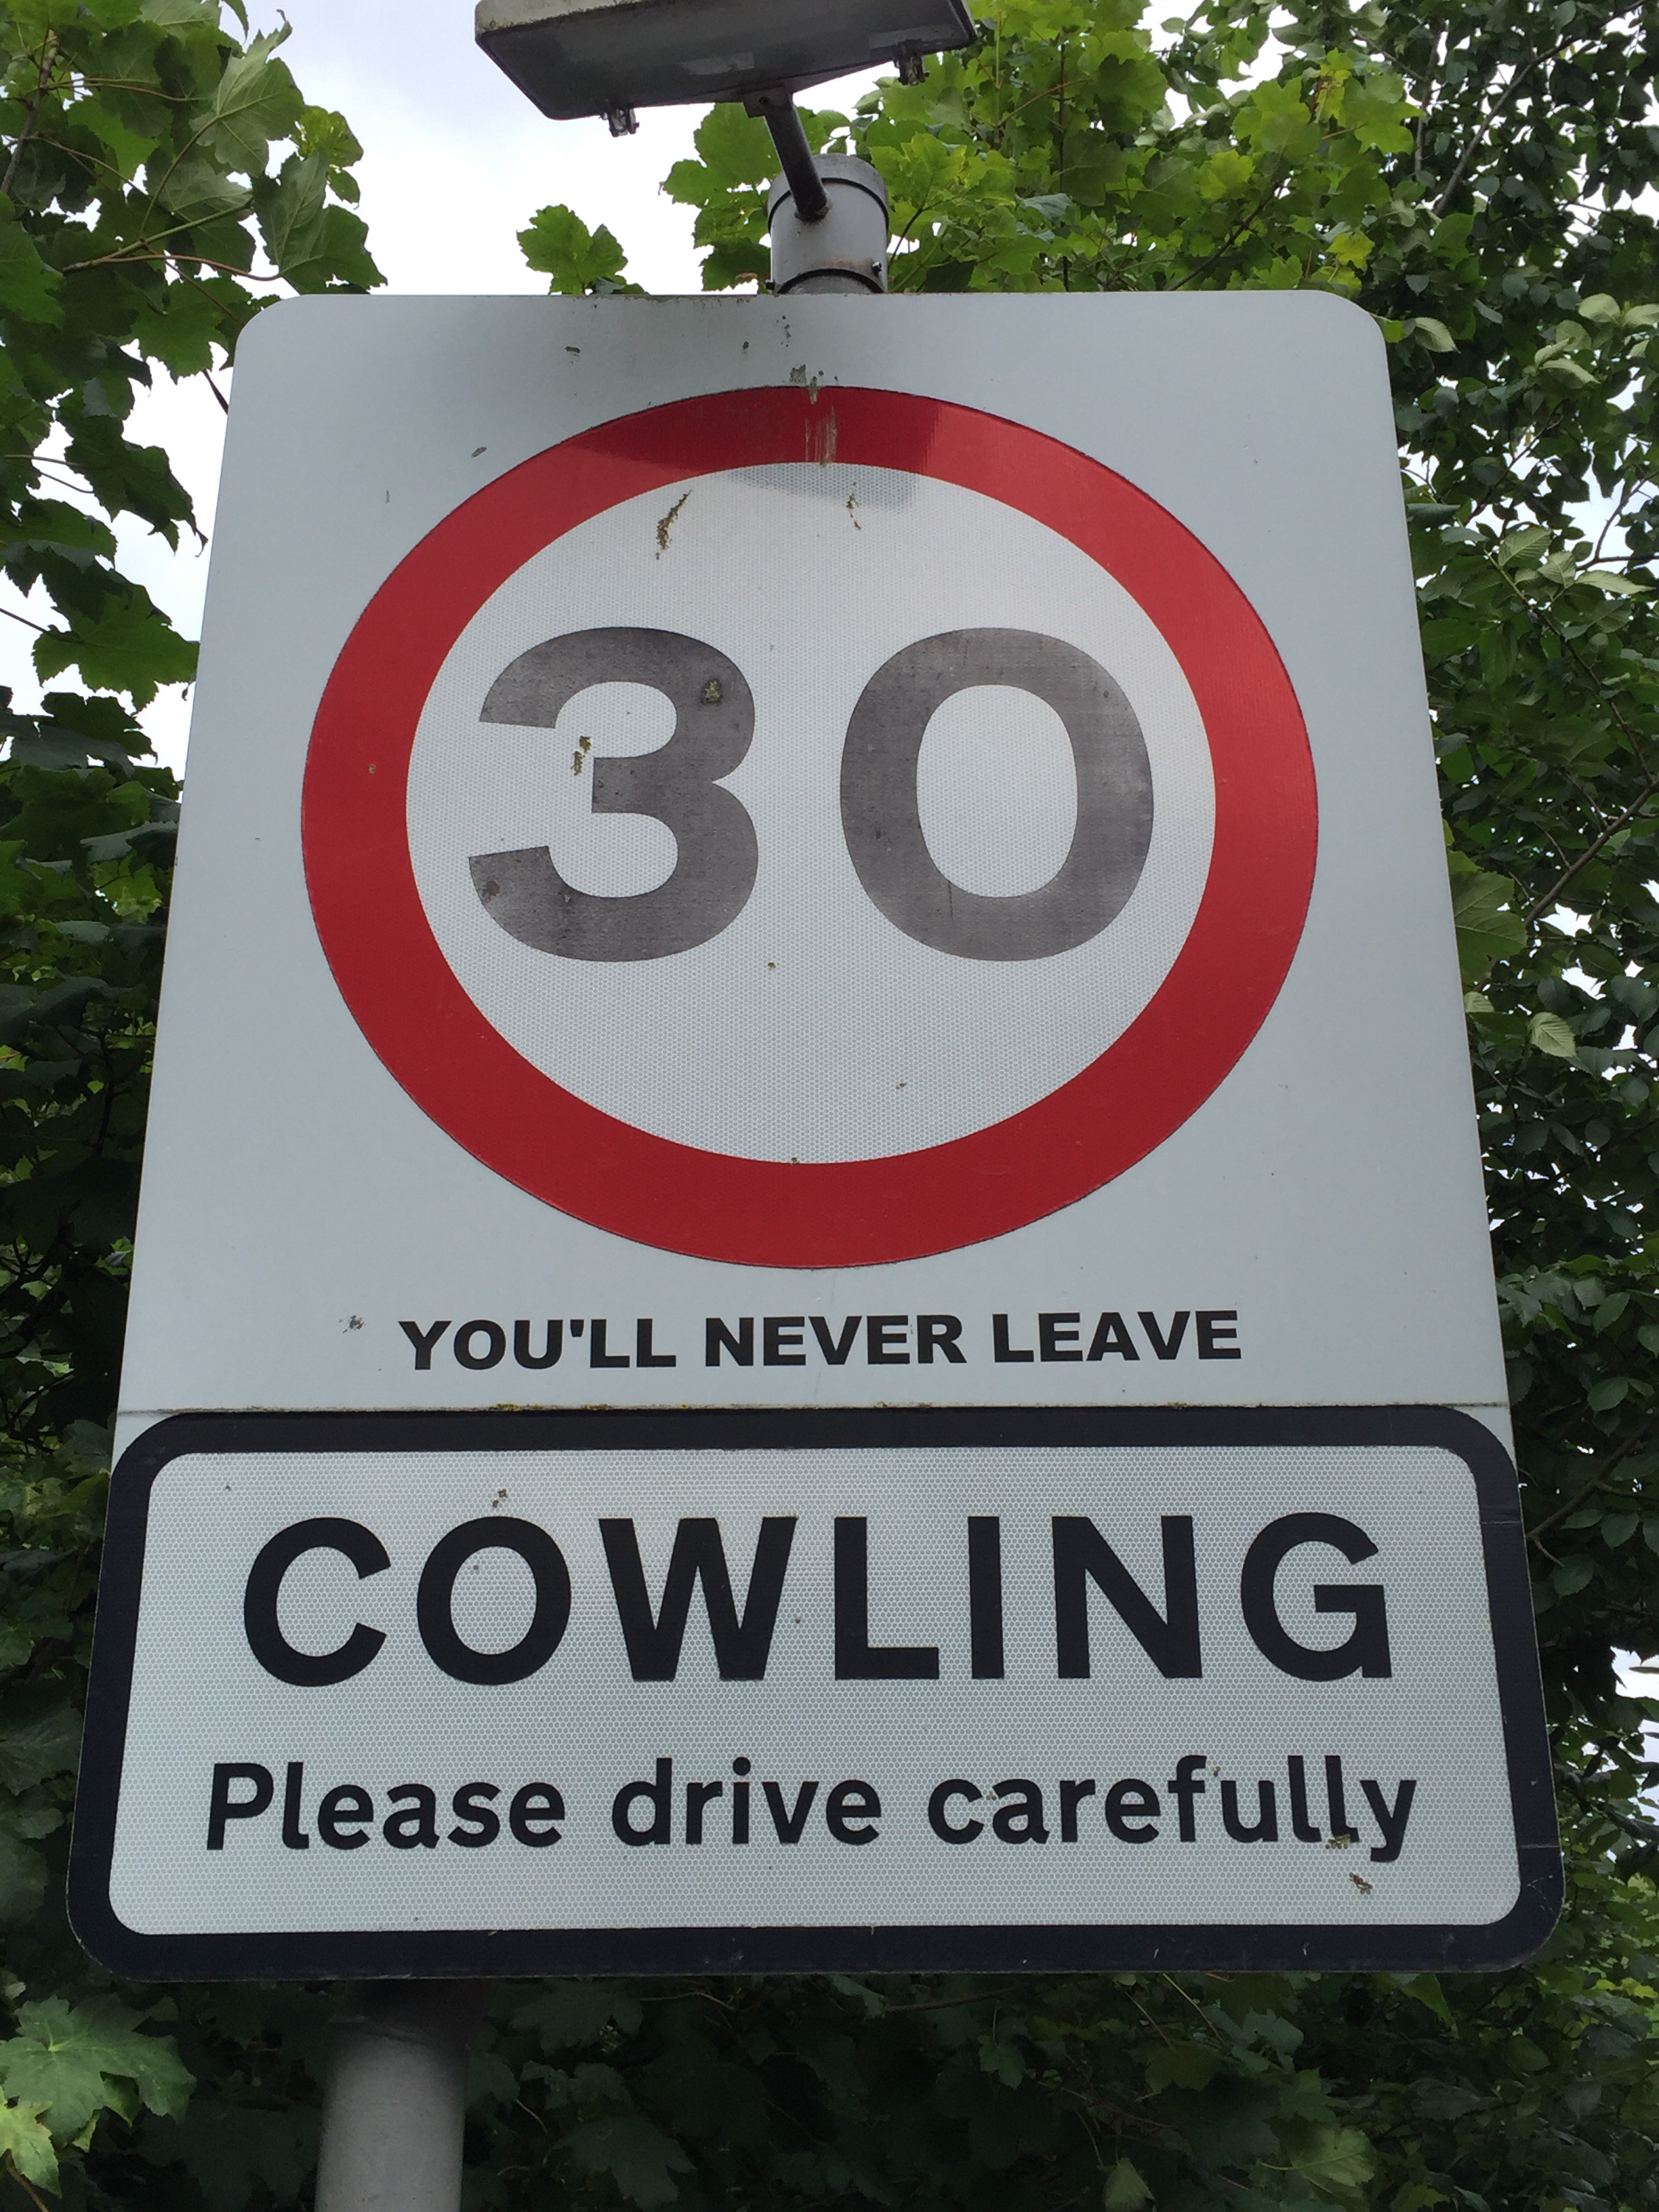 30
YOU'LL NEVER LEAVE
COWLING
Please drive carefully